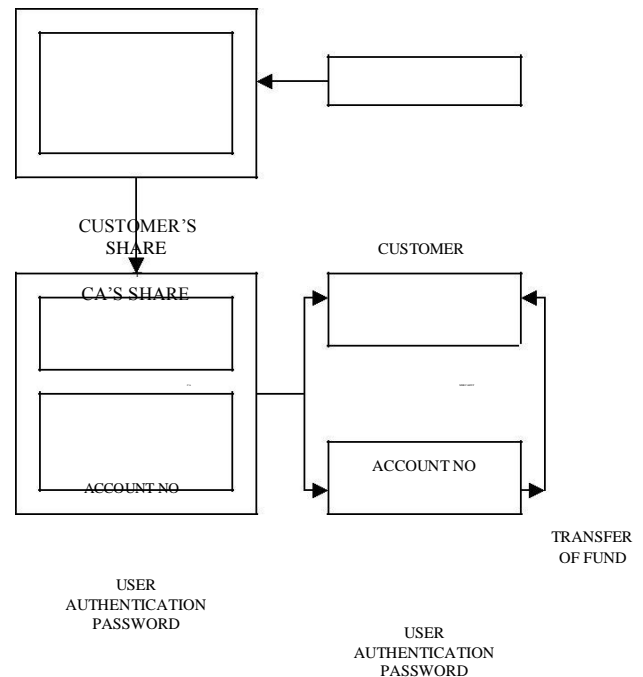 CUSTOMER'S
SHARE
CUSTOMER
CA'S SHARE
ACCOUNT NO
ACCOUNT NO
TRANSFER
OF FUND
USER
AUTHENTICATION
PASSWORD
USER
AUTHENTICATION
PASSWORD